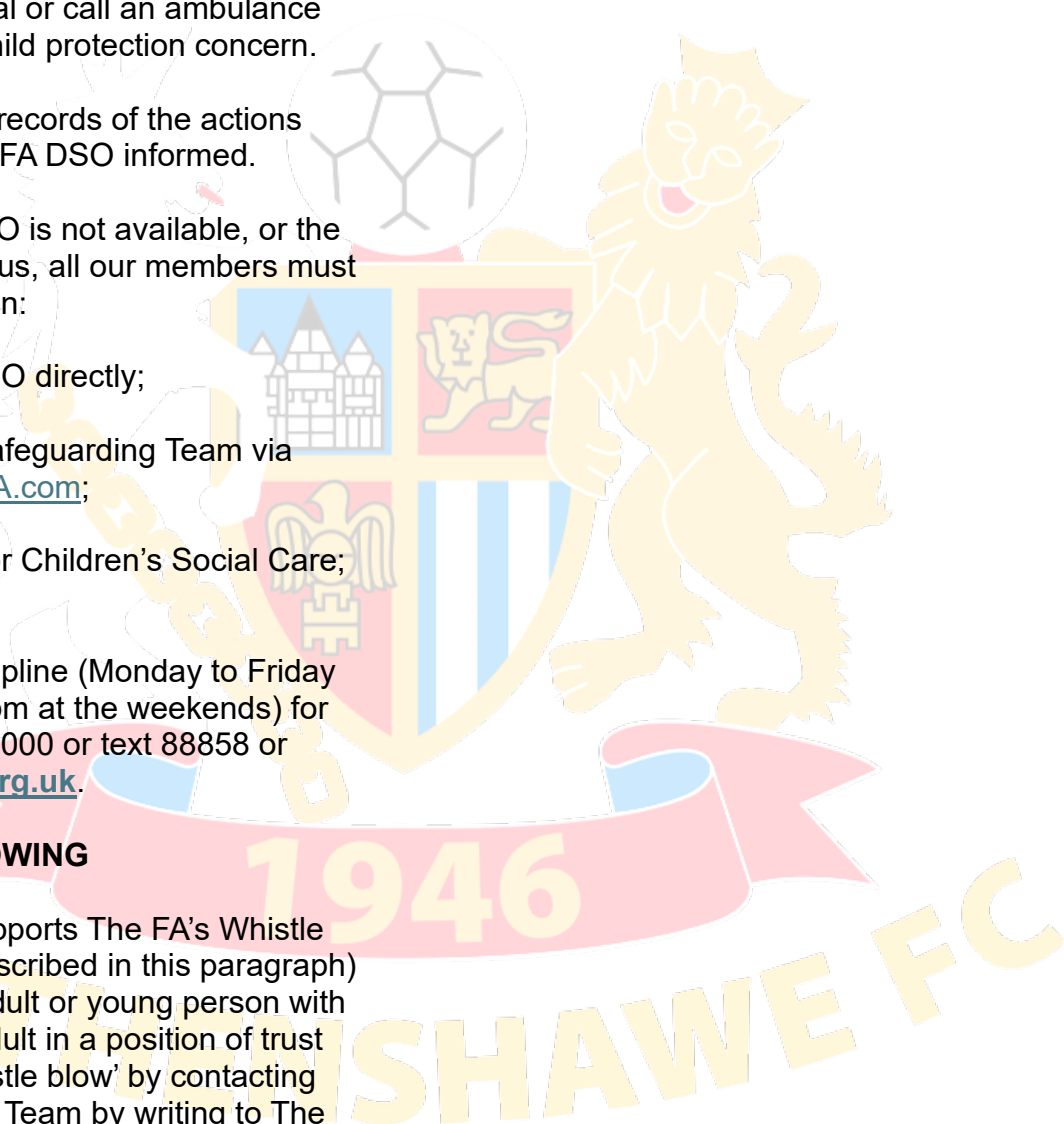 al or call an ambulance
hild protection concern.
records of the actions
FA DSO informed.
O is not available, or the
us, all our members must
n:
O directly;
afeguarding Team via
A.com;
r Children's Social Care;
pline (Monday to Friday
om at the weekends) for
000 or text 88858 or
rg.uk.
OWING
pports The FA's Whistle
scribed in this paragraph)
dult or young person with
dult in a position of trust
stle blow' by contacting
Team by writing to The
1946
THENSHAWE FC